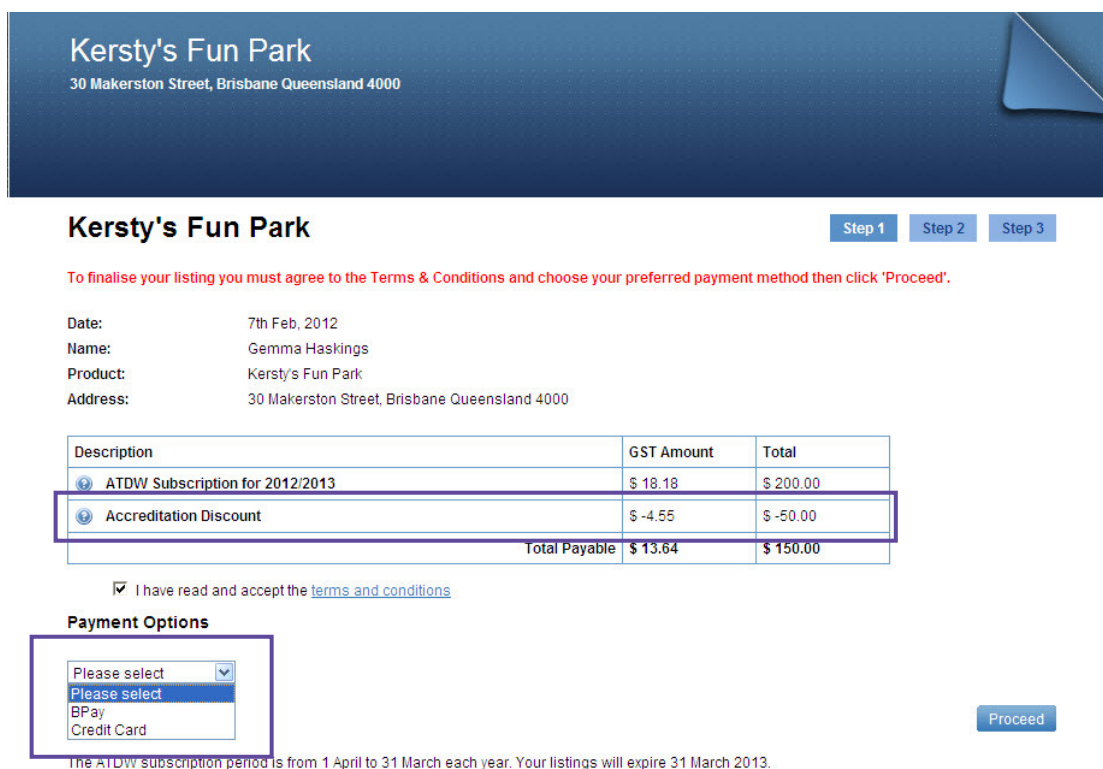 Kersty's Fun Park
30 Makerston Street, Brisbane Queensland 4000
Kersty's Fun Park
Step 1 Step 2 Step 3
To finalise your listing you must agree to the Terms & Conditions and choose your preferred payment method then click 'Proceed'.
Date: 7th Feb, 2012
Name: Gemma Haskings
Product: Kersty's Fun Park
Address: 30 Makerston Street, Brisbane Queensland 4000
Description GST Amount Total
? ATDW Subscription for 2012/2013 $ 18.18 $ 200.00
? Accreditation Discount $ -4.55 $ -50.00
Total Payable $ 13.64 $ 150.00
I have read and accept the terms and conditions
Payment Options
Please select
Please select
BPay
Credit Card
Proceed
The ATDW subscription period is from 1 April to 31 March each year. Your listings will expire 31 March 2013.